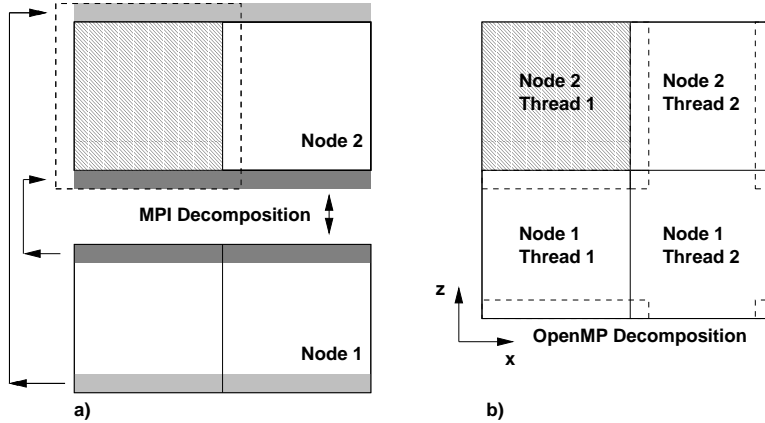 Node 2
MPI Decomposition
Node 1
a)
Node 2
Thread 1
Node 2
Thread 2
Node 1
Thread 1
Node 1
Thread 2
z
x
OpenMP Decomposition
b)